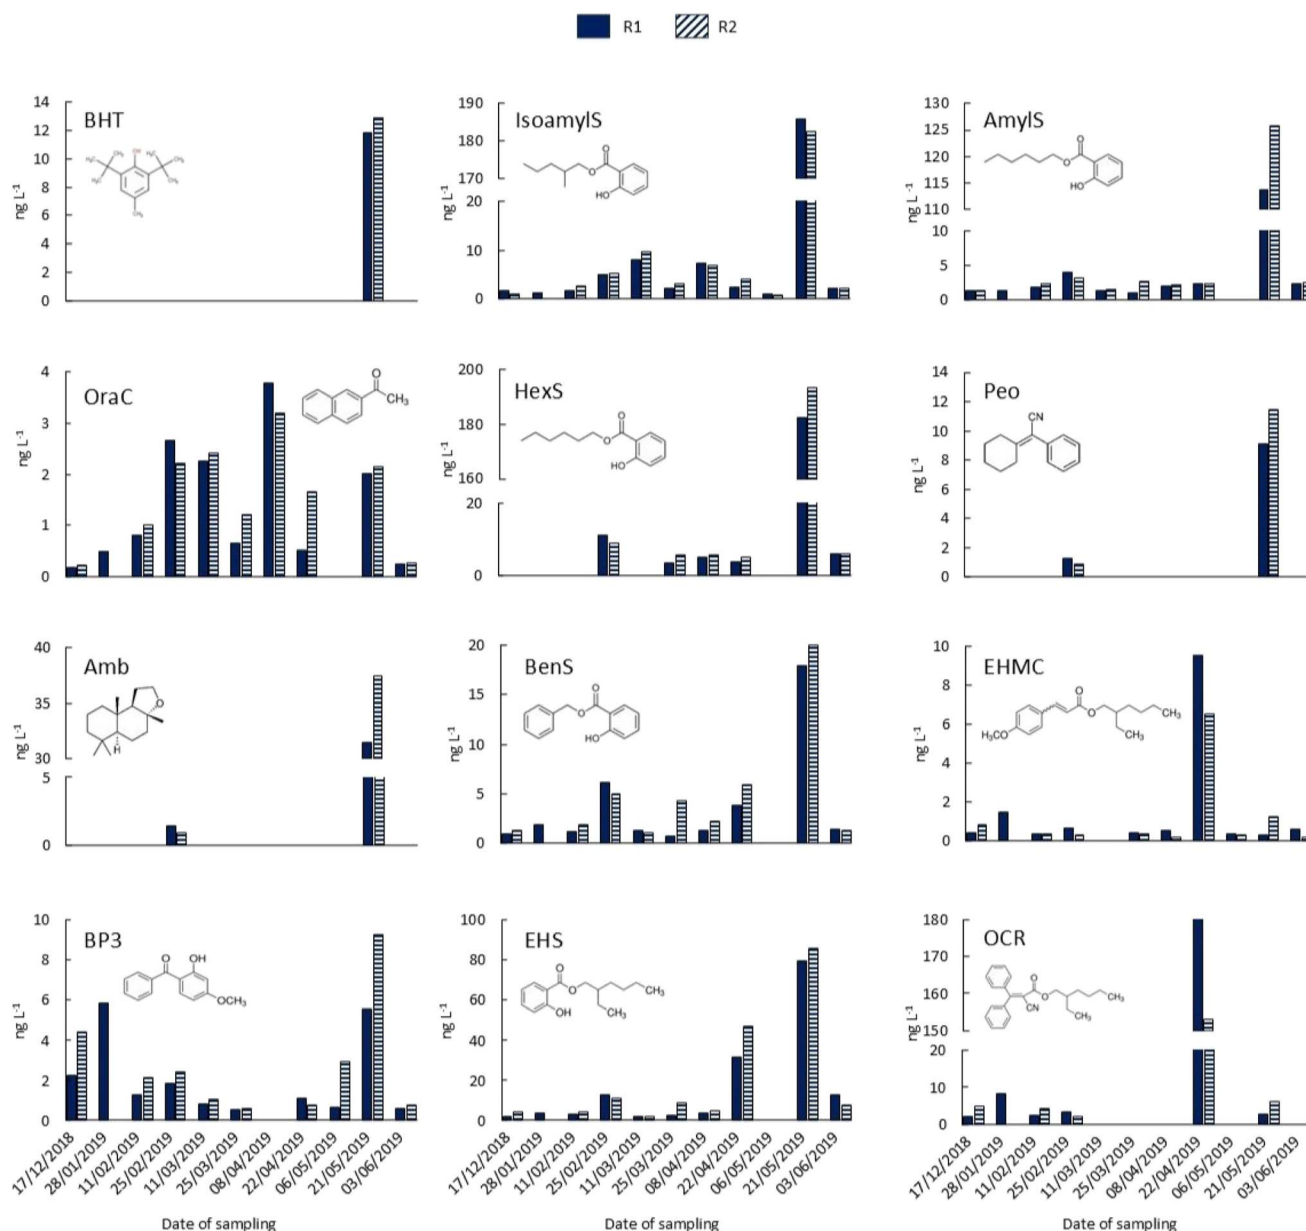 R1 R2
BHT
ng L-1
14
12
10
8
6
4
2
0
OH
CH3
IsoamylS
ng L-1
190
180
170
20
10
0
O
O
HO
AmylS
ng L-1
130
125
120
115
110
10
5
0
O
O
HO
OraC
ng L-1
4
3
2
1
0
O
CH3
HexS
ng L-1
200
180
160
20
0
O
O
HO
Peo
ng L-1
14
12
10
8
6
4
2
0
CN
Amb
ng L-1
40
35
30
5
0
O
H
BenS
ng L-1
20
15
10
5
0
O
O
HO
EHMC
ng L-1
10
8
6
4
2
0
O
O
CH3
CH3
H3CO
BP3
ng L-1
10
8
6
4
2
0
O
OH
OCH3
17/12/2018
28/01/2019
11/02/2019
25/02/2019
11/03/2019
25/03/2019
08/04/2019
22/04/2019
06/05/2019
21/05/2019
03/06/2019
Date of sampling
EHS
ng L-1
100
80
60
40
20
0
O
O
OH
CH3
CH3
17/12/2018
28/01/2019
11/02/2019
25/02/2019
11/03/2019
25/03/2019
08/04/2019
22/04/2019
06/05/2019
21/05/2019
03/06/2019
Date of sampling
OCR
ng L-1
180
170
160
150
20
10
0
O
O
CN
CH3
CH3
17/12/2018
28/01/2019
11/02/2019
25/02/2019
11/03/2019
25/03/2019
08/04/2019
22/04/2019
06/05/2019
21/05/2019
03/06/2019
Date of sampling